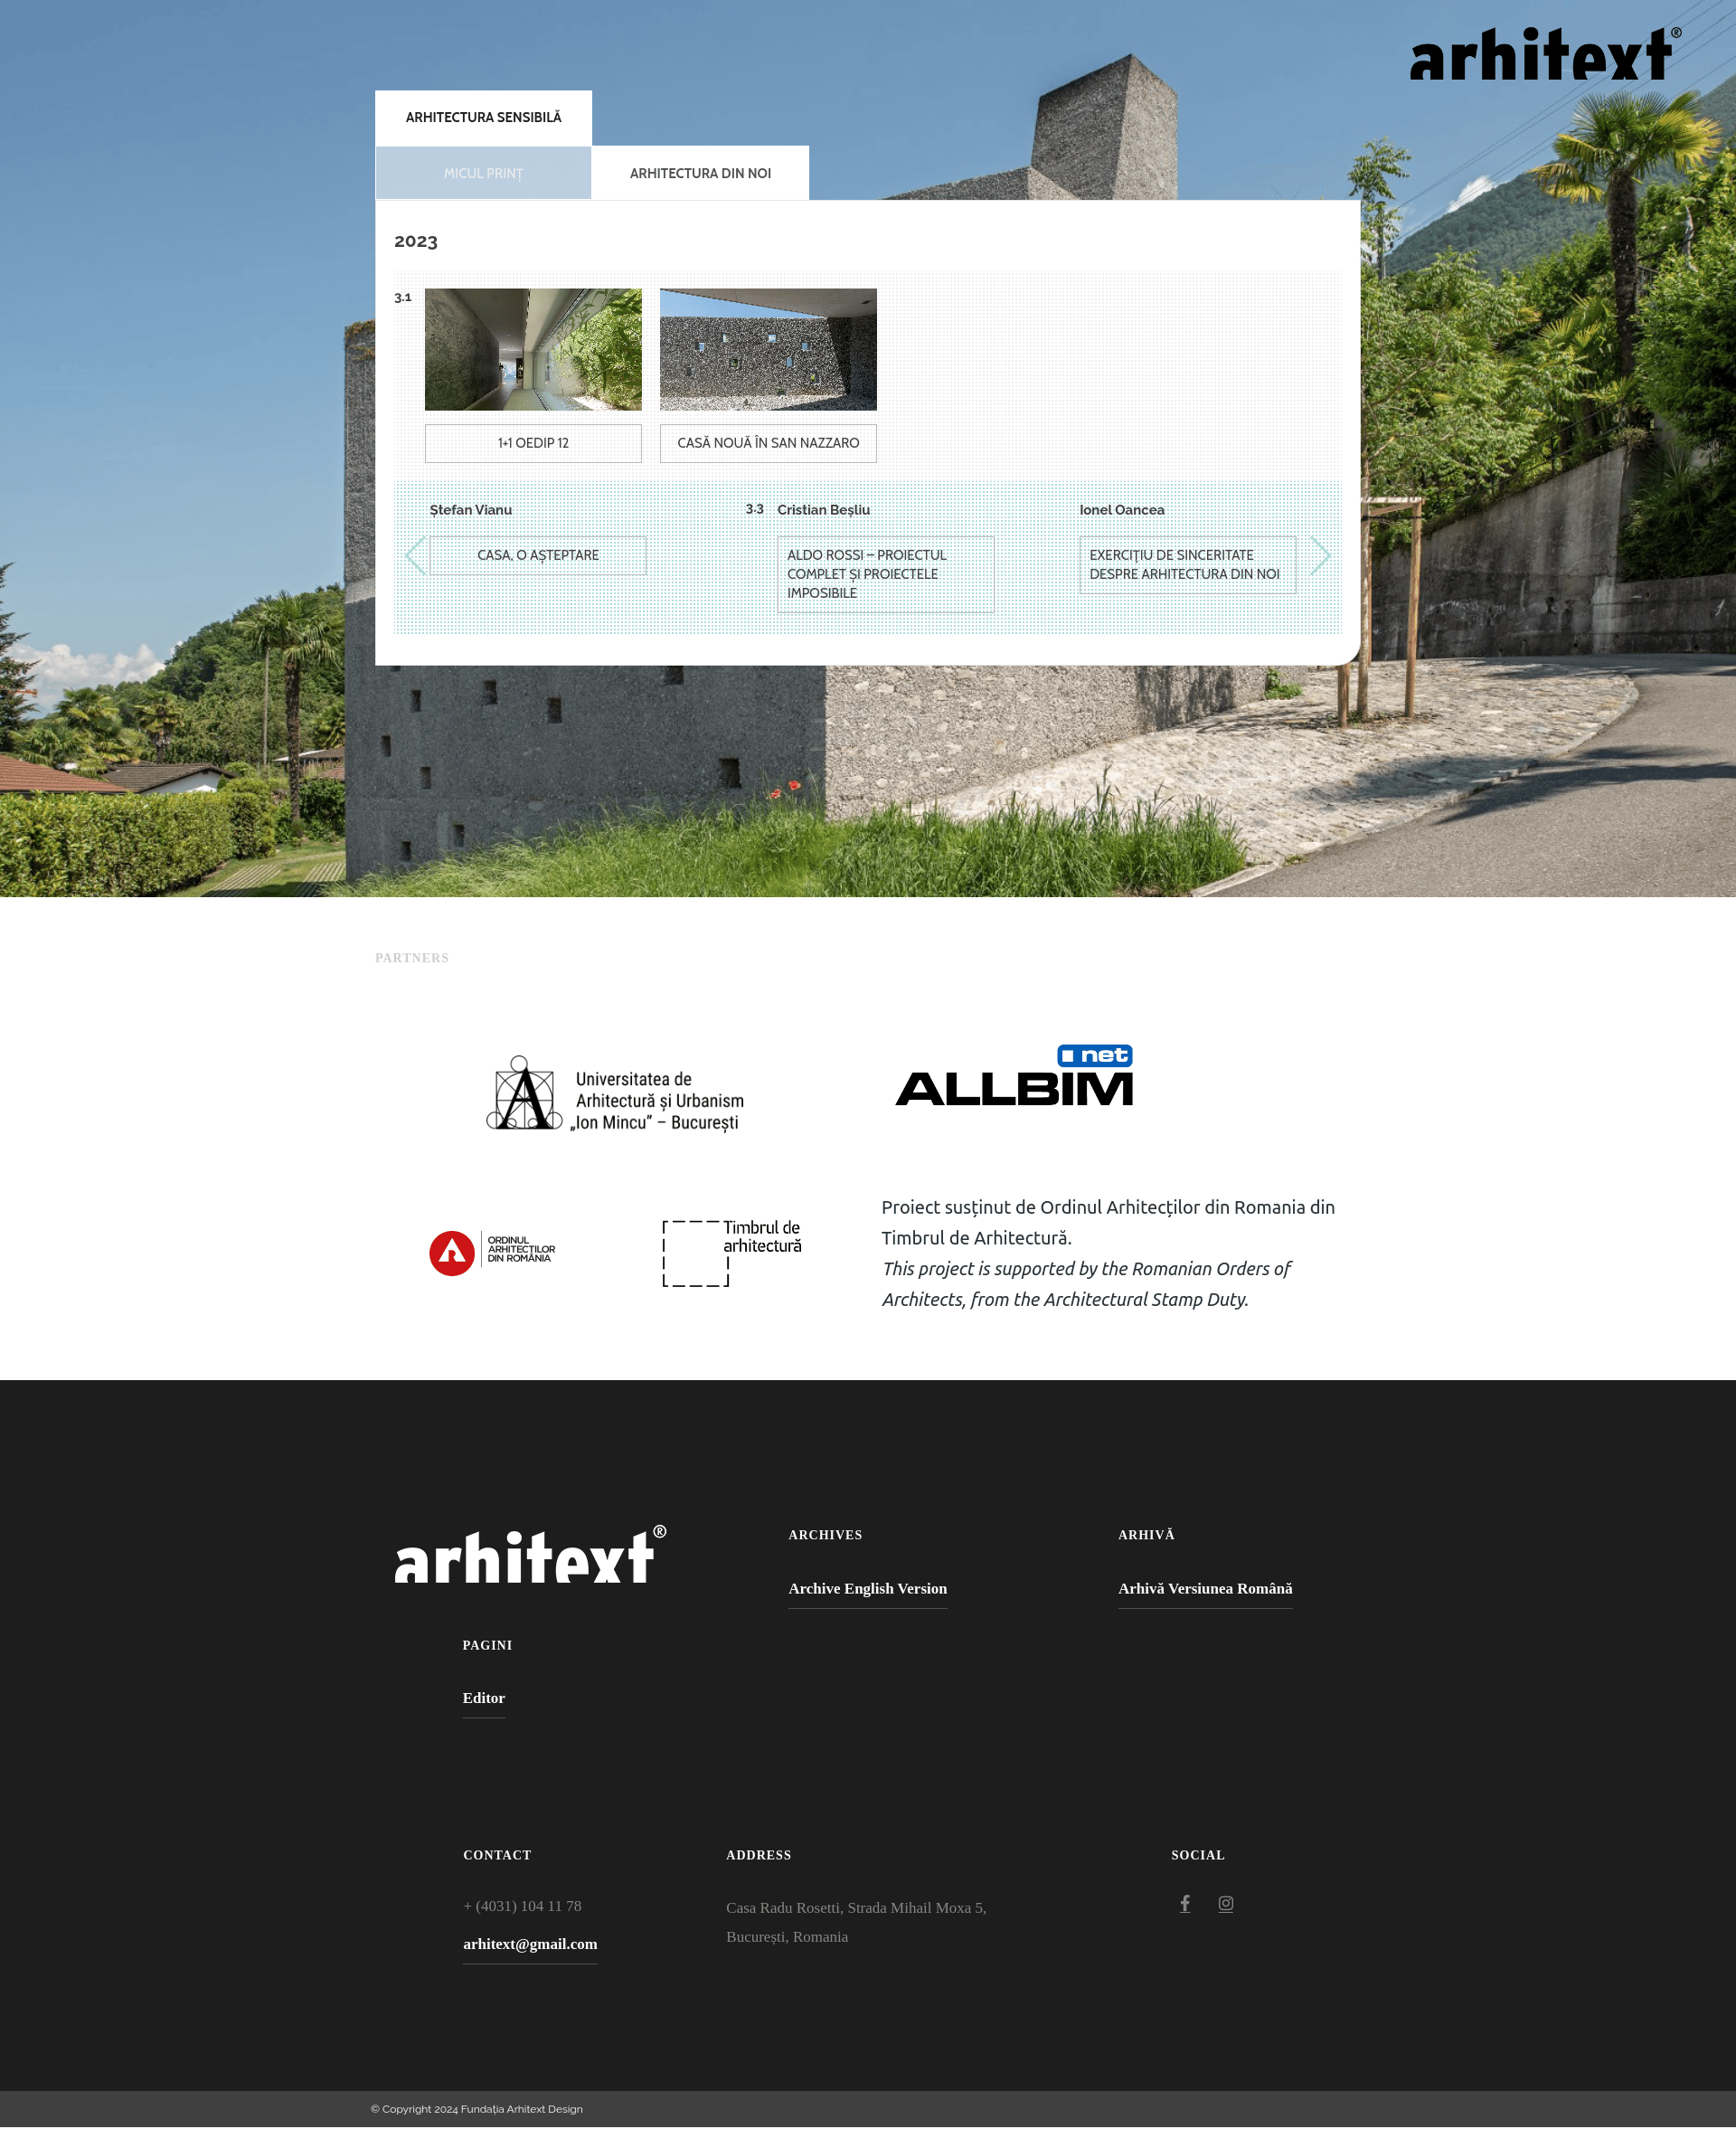 arhitext®
ARHITECTURA SENSIBILĂ
MICUL PRINȚ
ARHITECTURA DIN NOI
2023
3.1
1+1 OEDIP 12
CASĂ NOUĂ ÎN SAN NAZZARO
Ștefan Vianu
CASA, O AȘTEPTARE
3.3
Cristian Beșliu
ALDO ROSSI – PROIECTUL
COMPLET ȘI PROIECTELE
IMPOSIBILE
Ionel Oancea
EXERCIȚIU DE SINCERITATE
DESPRE ARHITECTURA DIN NOI
PARTNERS
Universitatea de
Arhitectură și Urbanism
„Ion Mincu” – București
net
ALLBIM
ORDINUL
ARHITECȚILOR
DIN ROMÂNIA
Timbrul de
arhitectură
Proiect susținut de Ordinul Arhitecților din Romania din
Timbrul de Arhitectură.
This project is supported by the Romanian Orders of
Architects, from the Architectural Stamp Duty.
arhitext®
ARCHIVES
Archive English Version
ARHIVĂ
Arhivă Versiunea Română
PAGINI
Editor
CONTACT
+ (4031) 104 11 78
arhitext@gmail.com
ADDRESS
Casa Radu Rosetti, Strada Mihail Moxa 5,
București, Romania
SOCIAL
© Copyright 2024 Fundația Arhitext Design